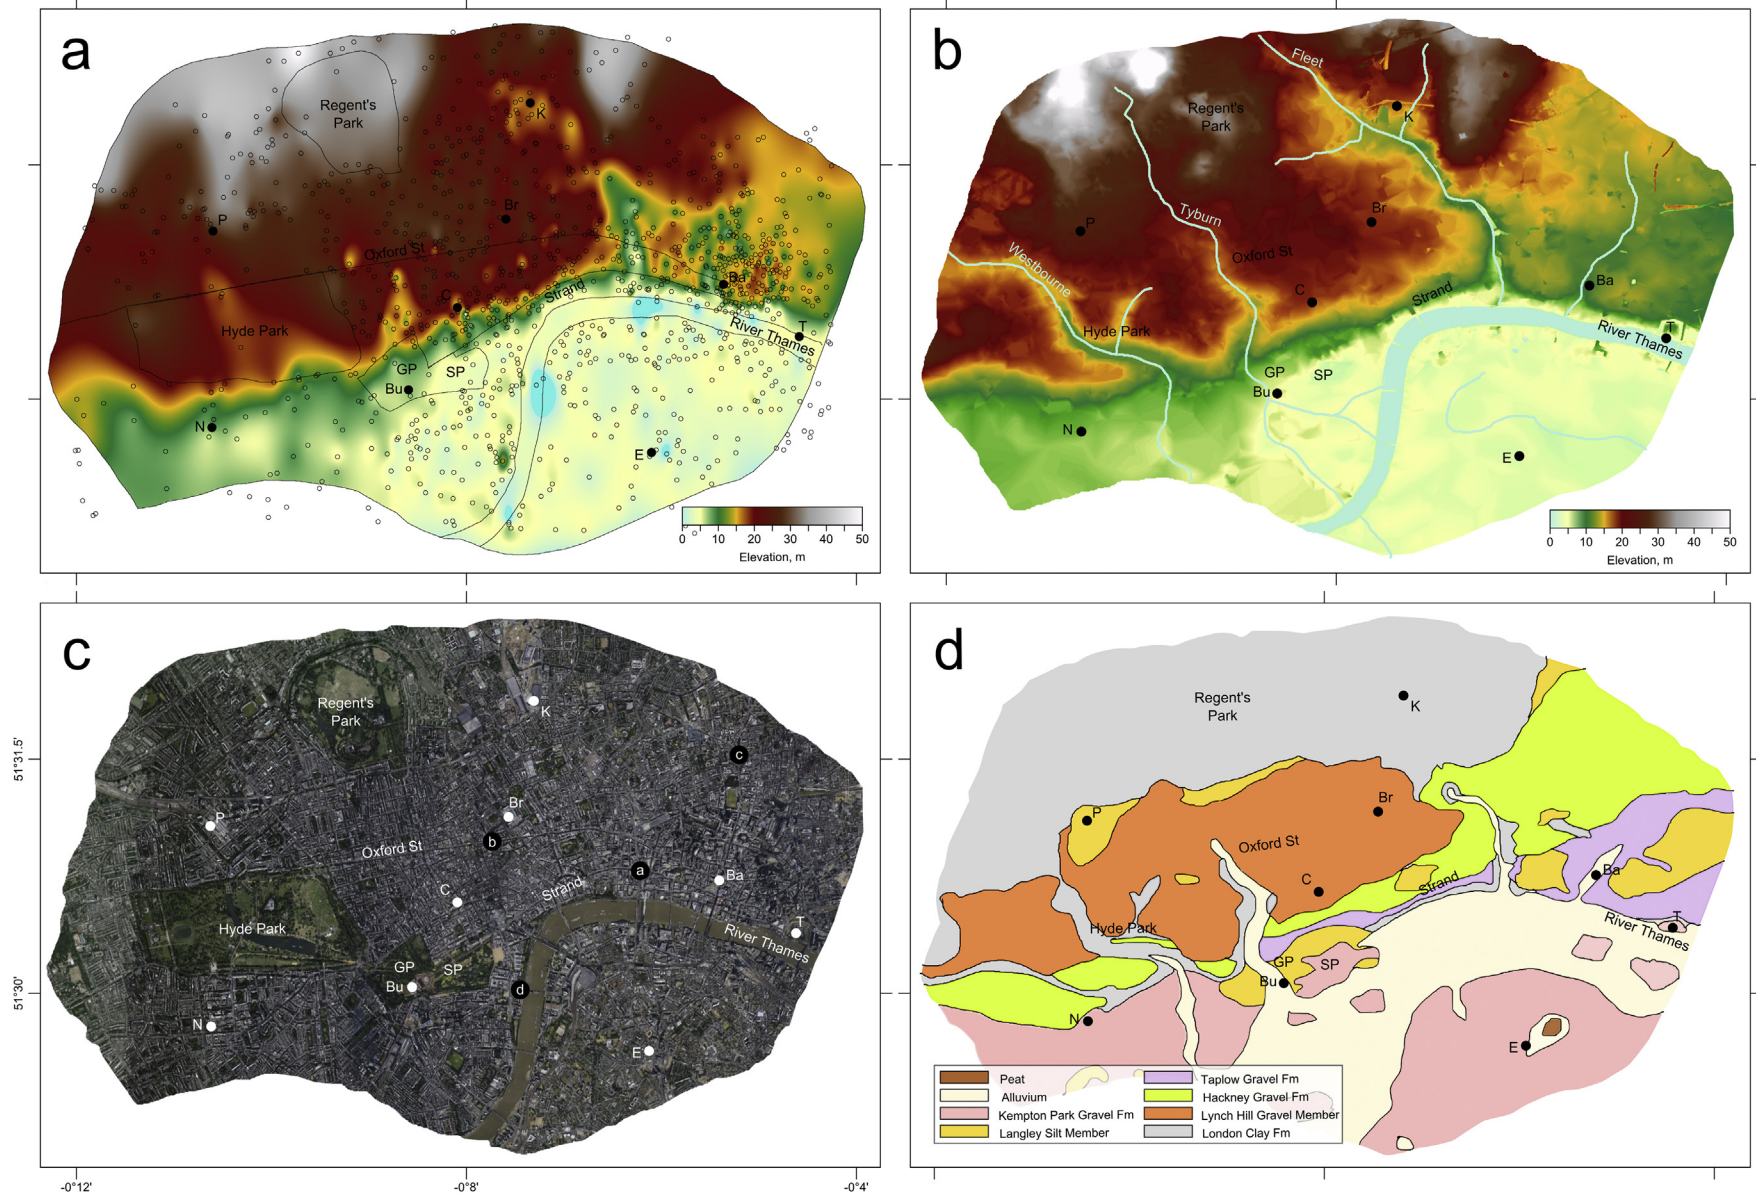 a
Regent's
Park
K
P
Br
Oxford St
C
Ba
Strand
T
Hyde Park
River Thames
GP
SP
Bu
N
E
0 10 20 30 40 50
Elevation, m
b
Fleet
Regent's
Park
K
Tyburn
P
Br
Westbourne
Oxford St
C
Ba
Strand
T
Hyde Park
River Thames
GP
SP
Bu
N
E
0 10 20 30 40 50
Elevation, m
c
Regent's
Park
K
c
51°31.5'
P
Br
b
Oxford St
a
Ba
C
Strand
T
Hyde Park
River Thames
GP
SP
Bu
d
51°30'
N
E
-0°12'
-0°8'
-0°4'
d
Regent's
Park
K
P
Br
Oxford St
C
Ba
Strand
T
Hyde Park
River Thames
GP
SP
Bu
N
E
Peat
Alluvium
Kempton Park Gravel Fm
Langley Silt Member
Taplow Gravel Fm
Hackney Gravel Fm
Lynch Hill Gravel Member
London Clay Fm